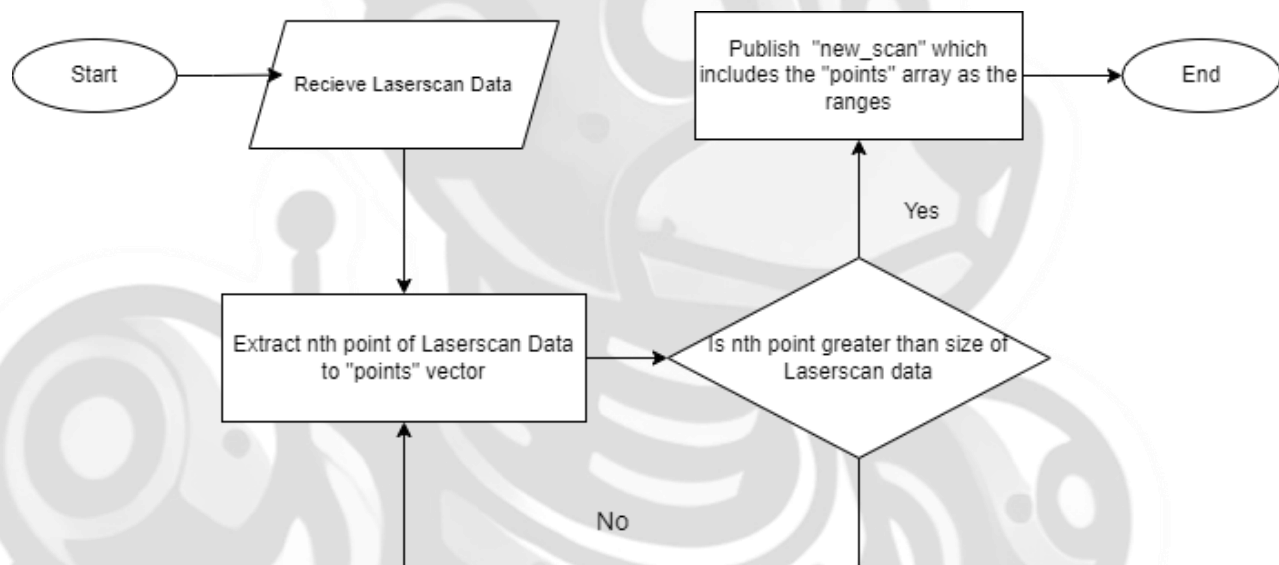 Start
Recieve Laserscan Data
Extract nth point of Laserscan Data
to "points" vector
Is nth point greater than size of
Laserscan data
Yes
No
Publish "new_scan" which
includes the "points" array as the
ranges
End